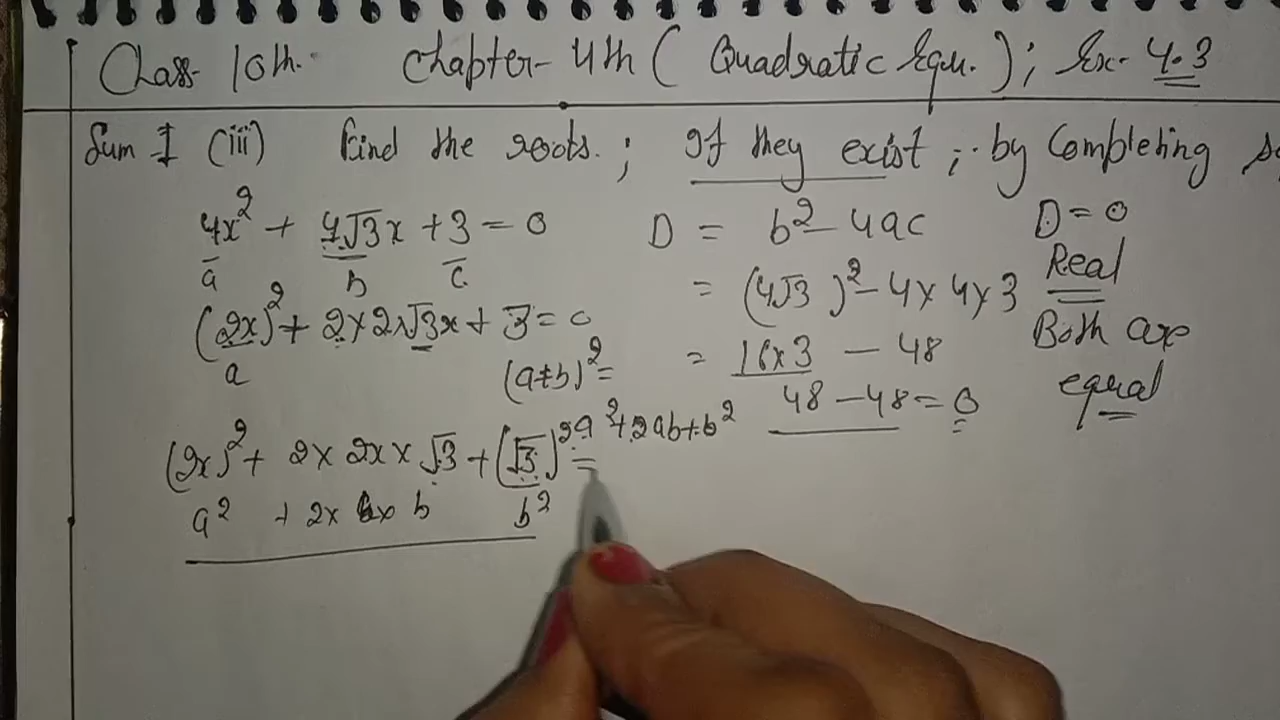 Class- 10th. Chapter- 4th ( Quadratic Equ. ) ; Ex- 4.3
Sum 1 (iii) Find the roots. ; If they exist ; by Completing
4x² + 4√3x + 3 = 0 D = b² - 4ac D = 0
a b c = (4√3)² - 4 x 4 x 3 Real
(2x)² + 2 x 2√3x + 3 = 0 Both are
a (a+b)² = = 16x3 - 48 equal
48 - 48 = 0
a² + 2ab + b²
(2x)² + 2 x 2x x √3 + (√3)² =
a² + 2x a x b b²